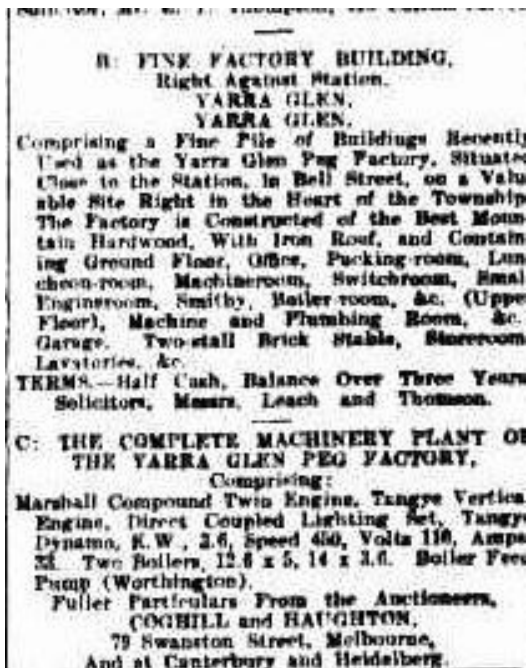 B: FINE FACTORY BUILDING,
Right Against Station,
YARRA GLEN,
YARRA GLEN.
Comprising a Fine Pile of Buildings Recently
Used as the Yarra Glen Peg Factory, Situate
Close to the Station, in Bell Street, on a Valu
able Site Right in the Heart of the Township
The Factory is Constructed of the Best Moun
tain Hardwood, With Iron Roof, and Contain
ing Ground Floor, Office, Packing-room, Lun
cheon-room, Machineroom, Switchroom, Small
Engineroom, Smithy, Boiler-room, &c. (Upper
Floor), Machine and Plumbing Room, &c.
Garage. Two-stall Brick Stable, Storeroom
Lavatories, &c.
TERMS.—Half Cash, Balance Over Three Years
Solicitors, Messrs. Leach and Thomson.
C: THE COMPLETE MACHINERY PLANT OF
THE YARRA GLEN PEG FACTORY,
Comprising:
Marshall Compound Twin Engine, Tangye Vertical
Engine, Direct Coupled Lighting Set, Tangye
Dynamo, K.W., 3.6, Speed 450, Volts 110, Amps
33. Two Boilers, 12.6 x 5, 14 x 3.6. Boiler Feed
Pump (Worthington).
Fuller Particulars From the Auctioneers,
COGHILL and HAUGHTON,
79 Swanston Street, Melbourne,
And at Canterbury and Heidelberg.